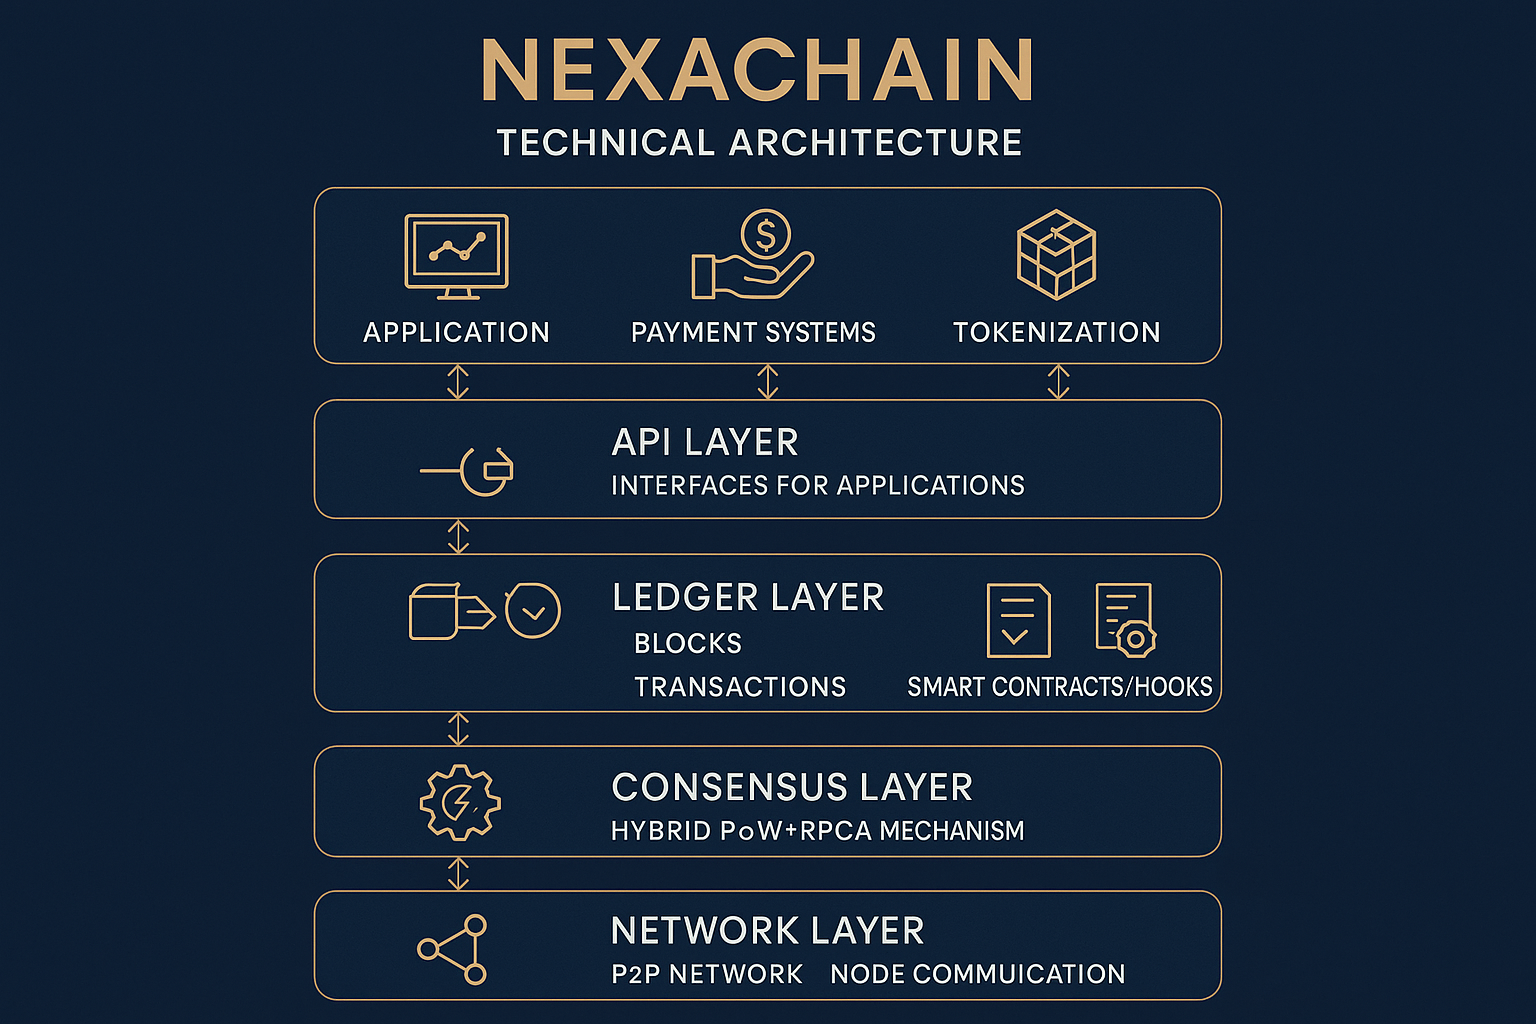 NEXACHAIN
TECHNICAL ARCHITECTURE
$
APPLICATION
PAYMENT SYSTEMS
TOKENIZATION
API LAYER
INTERFACES FOR APPLICATIONS
LEDGER LAYER
BLOCKS
TRANSACTIONS
SMART CONTRACTS/HOOKS
CONSENSUS LAYER
HYBRID PoW+RPCA MECHANISM
NETWORK LAYER
P2P NETWORK NODE COMMUICATION